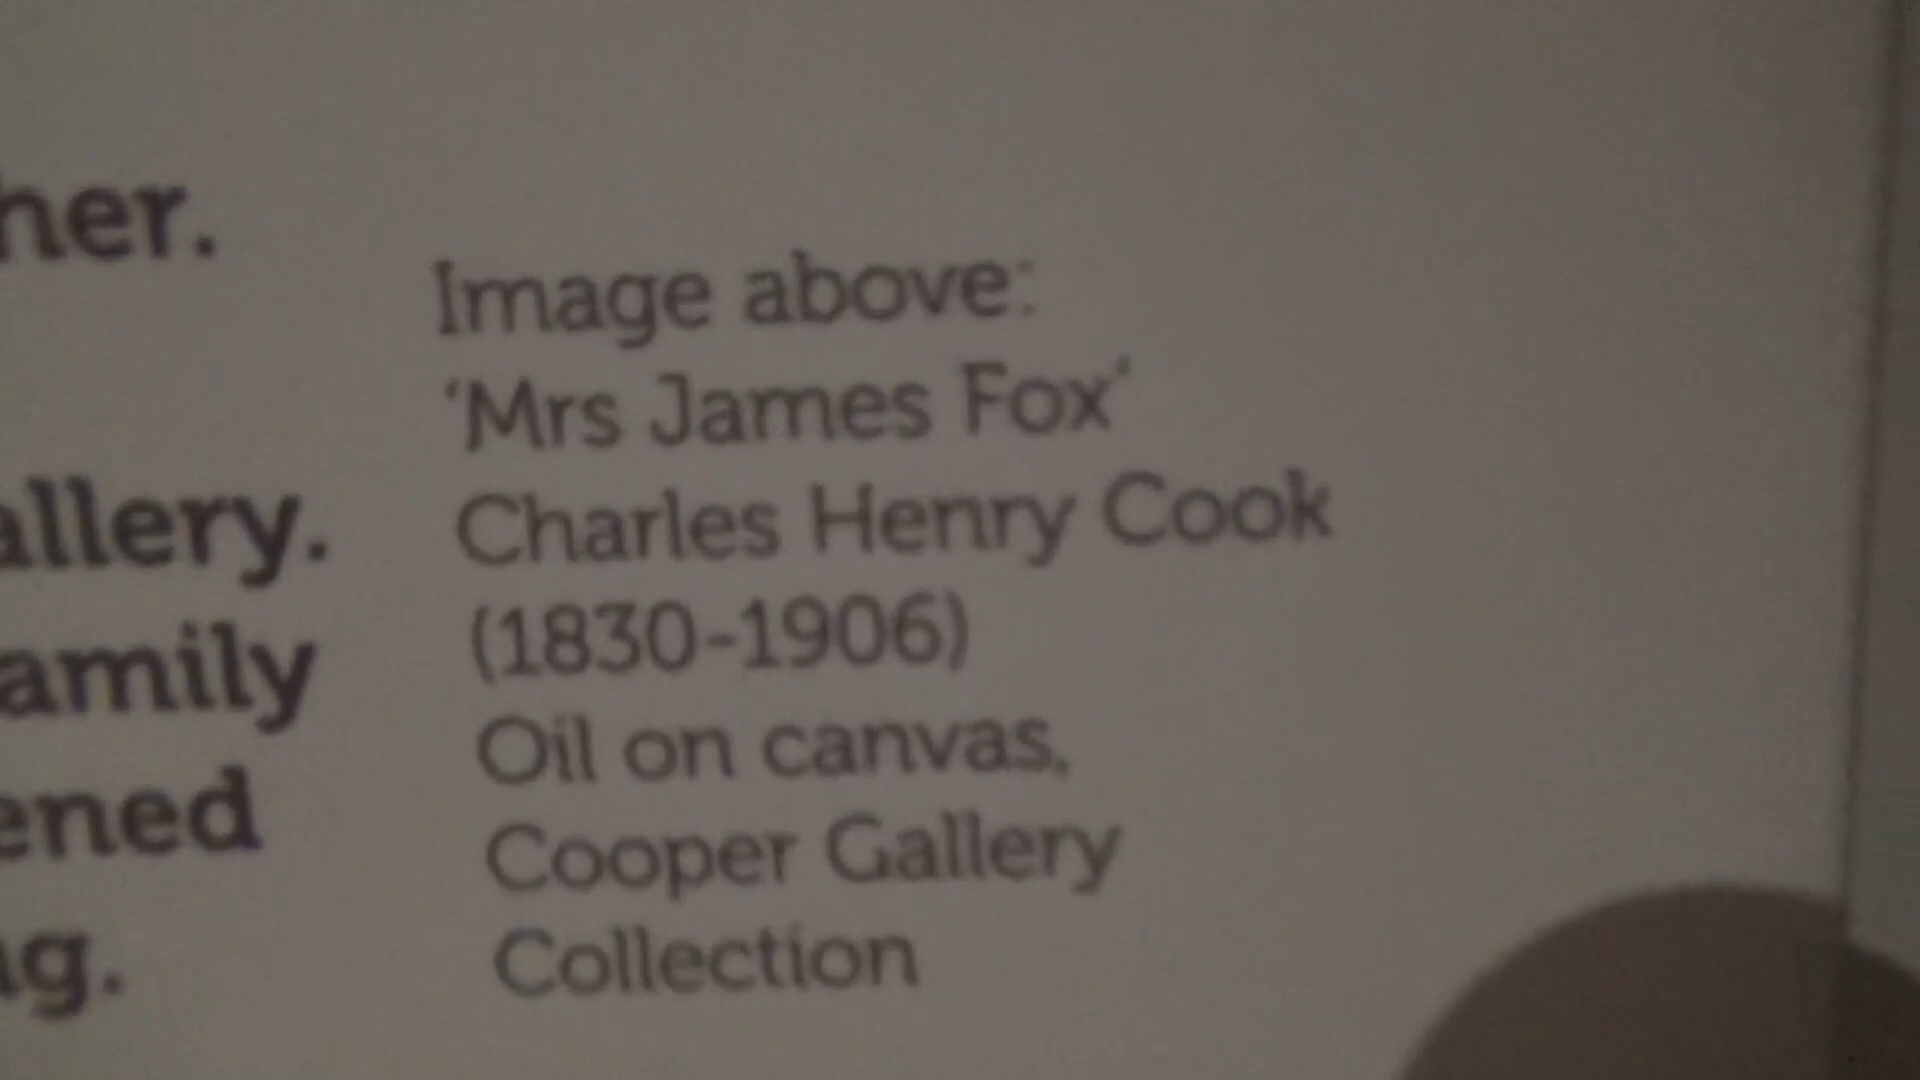 her.
allery.
amily
ened
g.
Image above:
‘Mrs James Fox’
Charles Henry Cook
(1830-1906)
Oil on canvas,
Cooper Gallery
Collection